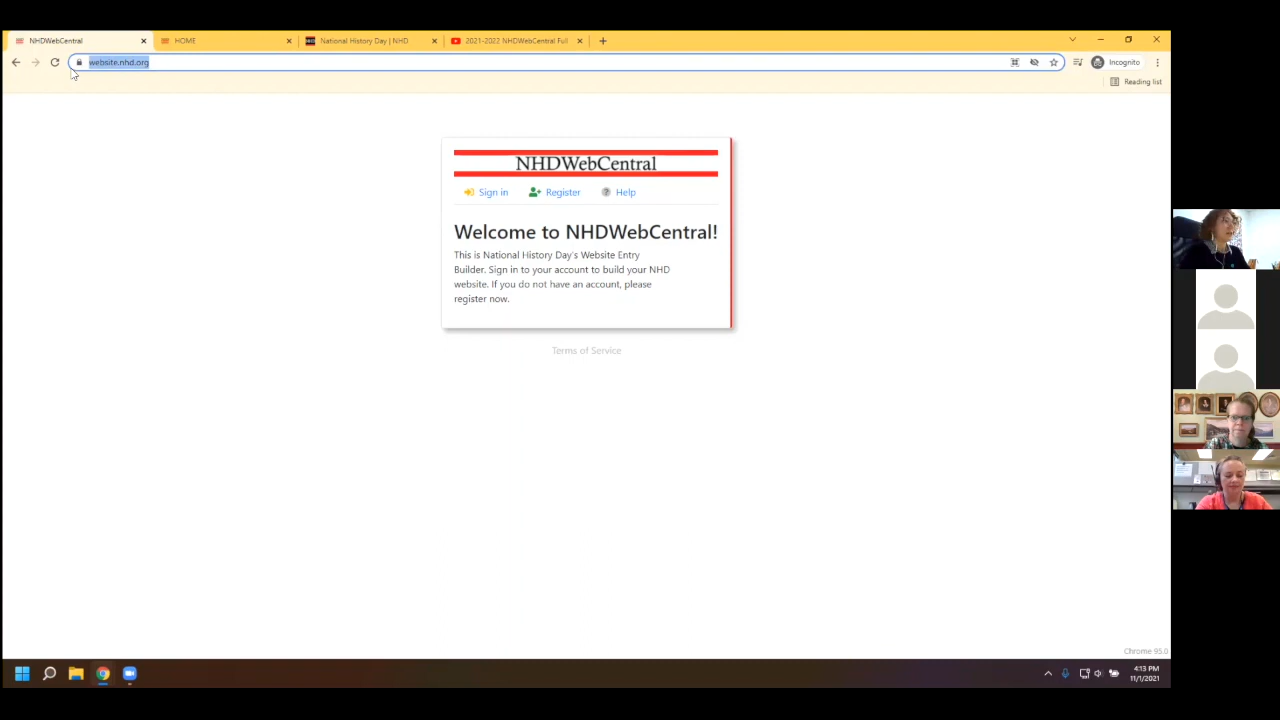 NHDWebCentral
HOME
National History Day | NHD
2021-2022 NHDWebCentral Full
website.nhd.org
Incognito
Reading list
NHDWebCentral
Sign in
Register
Help
Welcome to NHDWebCentral!
This is National History Day's Website Entry
Builder. Sign in to your account to build your NHD
website. If you do not have an account, please
register now.
Terms of Service
Chrome 95.0
4:13 PM
11/1/2021